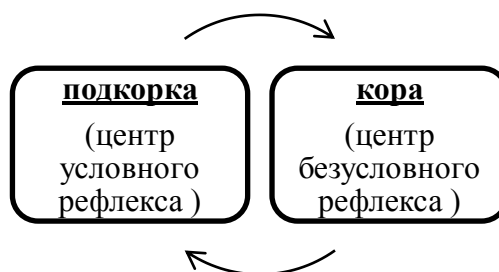 подкорка
(центр
условного
рефлекса )
кора
(центр
безусловного
рефлекса )